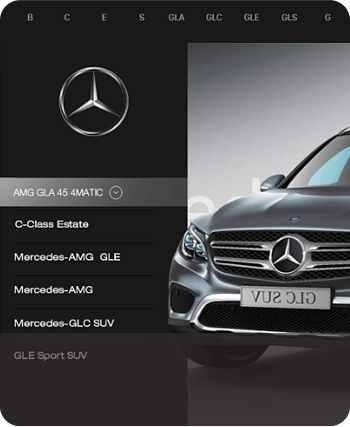 B C E S GLA GLC GLE GLS G
AMG GLA 45 4MATIC
C-Class Estate
Mercedes-AMG GLE
Mercedes-AMG
Mercedes-GLC SUV
GLE Sport SUV
GLC SUV